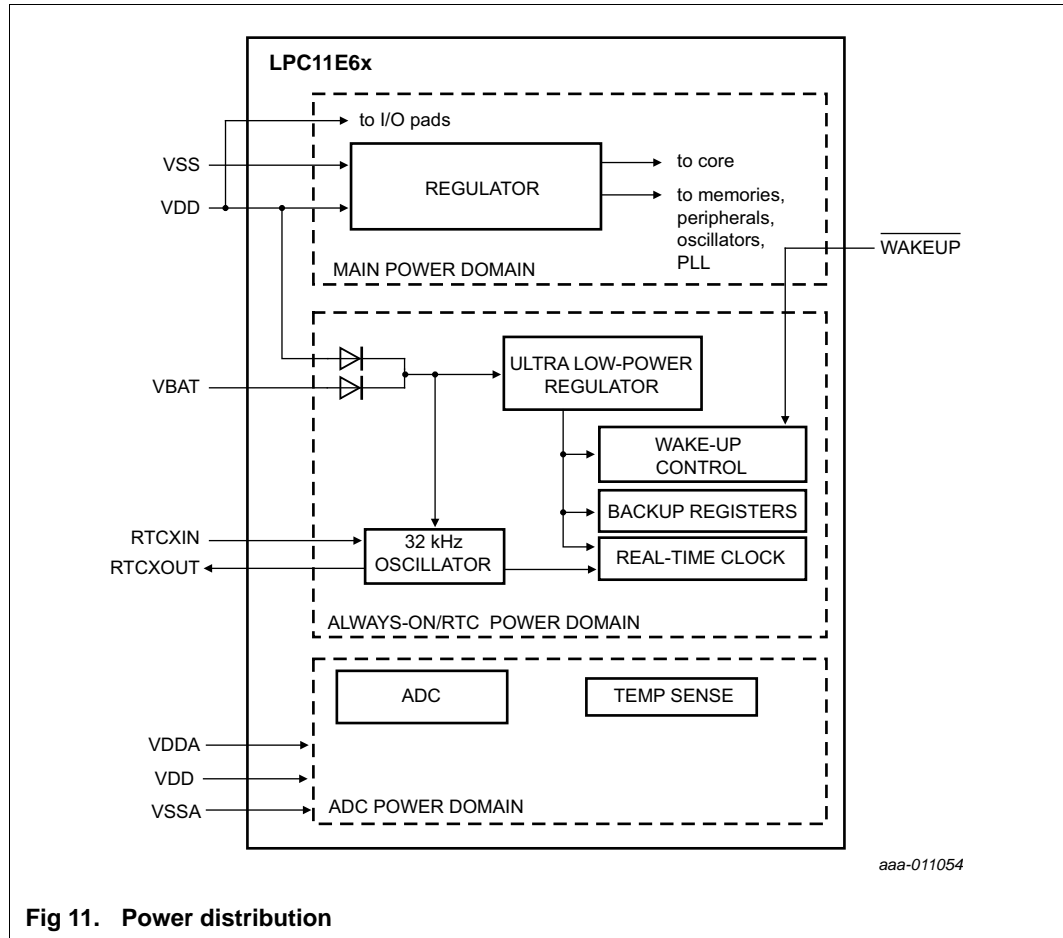 LPC11E6x
to I/O pads
VSS
REGULATOR
to core
VDD
to memories,
peripherals,
oscillators,
PLL
WAKEUP
MAIN POWER DOMAIN
ULTRA LOW-POWER
REGULATOR
VBAT
WAKE-UP
CONTROL
BACKUP REGISTERS
RTCXIN
RTCXOUT
32 kHz
OSCILLATOR
REAL-TIME CLOCK
ALWAYS-ON/RTC POWER DOMAIN
ADC
TEMP SENSE
VDDA
VDD
VSSA
ADC POWER DOMAIN
aaa-011054
Fig 11. Power distribution